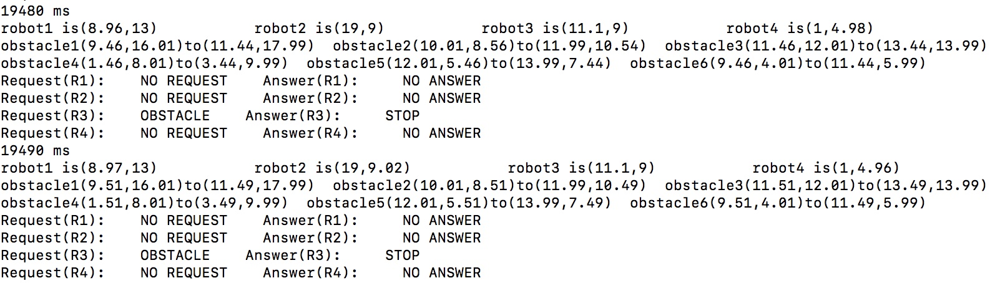 19480 ms
robot1 is(8.96,13) robot2 is(19,9) robot3 is(11.1,9) robot4 is(1,4.98)
obstacle1(9.46,16.01)to(11.44,17.99) obstacle2(10.01,8.56)to(11.99,10.54) obstacle3(11.46,12.01)to(13.44,13.99)
obstacle4(1.46,8.01)to(3.44,9.99) obstacle5(12.01,5.46)to(13.99,7.44) obstacle6(9.46,4.01)to(11.44,5.99)
Request(R1): NO REQUEST Answer(R1): NO ANSWER
Request(R2): NO REQUEST Answer(R2): NO ANSWER
Request(R3): OBSTACLE Answer(R3): STOP
Request(R4): NO REQUEST Answer(R4): NO ANSWER
19490 ms
robot1 is(8.97,13) robot2 is(19,9.02) robot3 is(11.1,9) robot4 is(1,4.96)
obstacle1(9.51,16.01)to(11.49,17.99) obstacle2(10.01,8.51)to(11.99,10.49) obstacle3(11.51,12.01)to(13.49,13.99)
obstacle4(1.51,8.01)to(3.49,9.99) obstacle5(12.01,5.51)to(13.99,7.49) obstacle6(9.51,4.01)to(11.49,5.99)
Request(R1): NO REQUEST Answer(R1): NO ANSWER
Request(R2): NO REQUEST Answer(R2): NO ANSWER
Request(R3): OBSTACLE Answer(R3): STOP
Request(R4): NO REQUEST Answer(R4): NO ANSWER